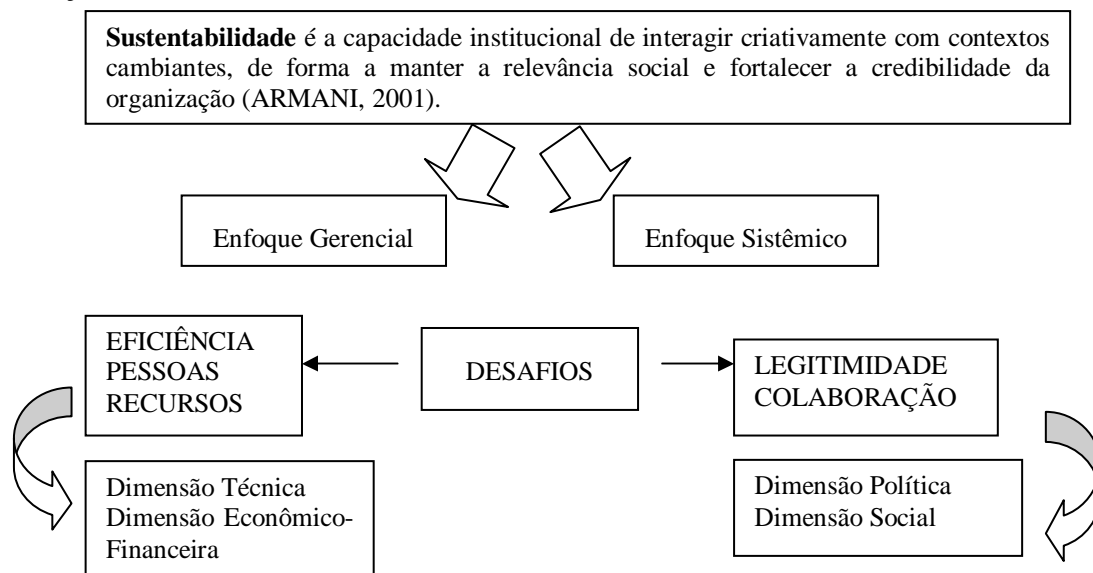 Sustentabilidade é a capacidade institucional de interagir criativamente com contextos
cambiantes, de forma a manter a relevância social e fortalecer a credibilidade da
organização (ARMANI, 2001).
Enfoque Gerencial
Enfoque Sistêmico
EFICIÊNCIA
PESSOAS
RECURSOS
DESAFIOS
LEGITIMIDADE
COLABORAÇÃO
Dimensão Técnica
Dimensão Econômico-
Financeira
Dimensão Política
Dimensão Social